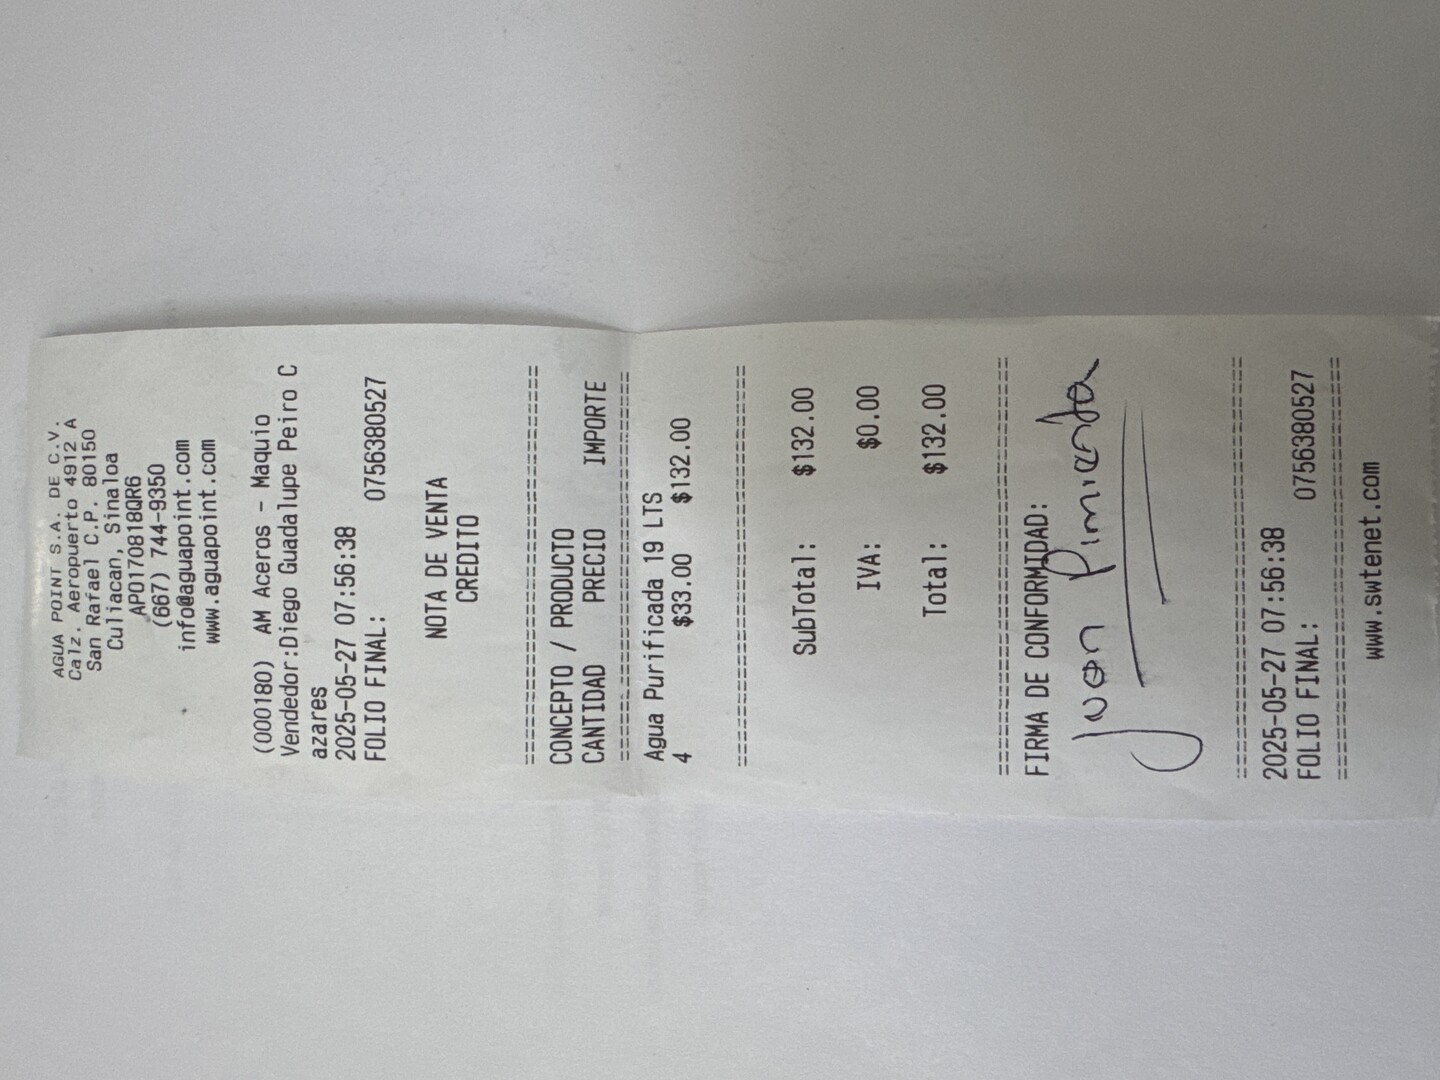 AGUA POINT S.A. DE C.V.
Calz. Aeropuerto 4912 A
San Rafael C.P. 80150
Culiacan, Sinaloa
APO170818QR6
(667) 744-9350
info@aguapoint.com
www.aguapoint.com
(000180) AM Aceros - Maquio
Vendedor:Diego Guadalupe Peiro C
azares
2025-05-27 07:56:38
FOLIO FINAL: 0756380527
NOTA DE VENTA
CREDITO
================================
CONCEPTO / PRODUCTO
CANTIDAD PRECIO IMPORTE
================================
Agua Purificada 19 LTS
4 $33.00 $132.00
================================
SubTotal: $132.00
IVA: $0.00
Total: $132.00
================================
FIRMA DE CONFORMIDAD:
Juan Pimiranda
================================
2025-05-27 07:56:38
FOLIO FINAL: 0756380527
================================
www.swtenet.com